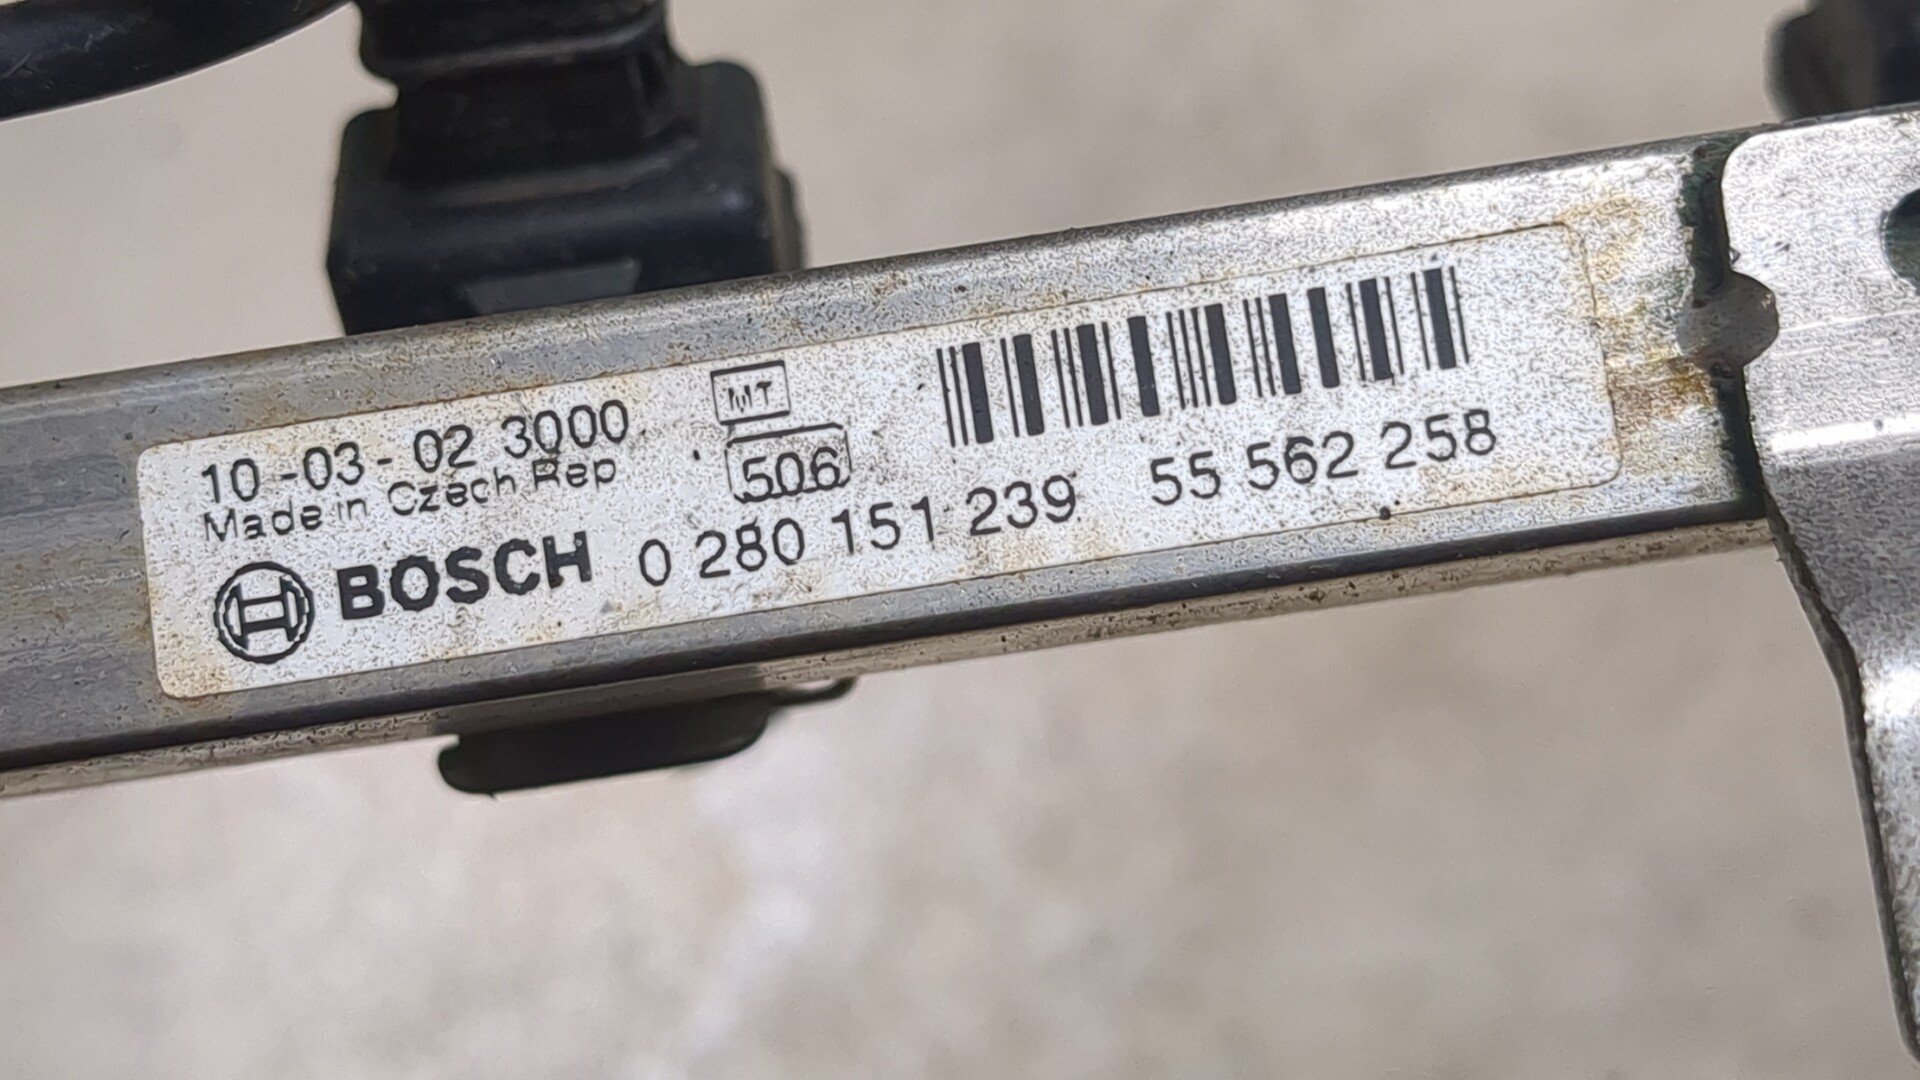 10-03-02 3000
Made in Czech Rep
MT
506
BOSCH 0 280 151 239 55 562 258